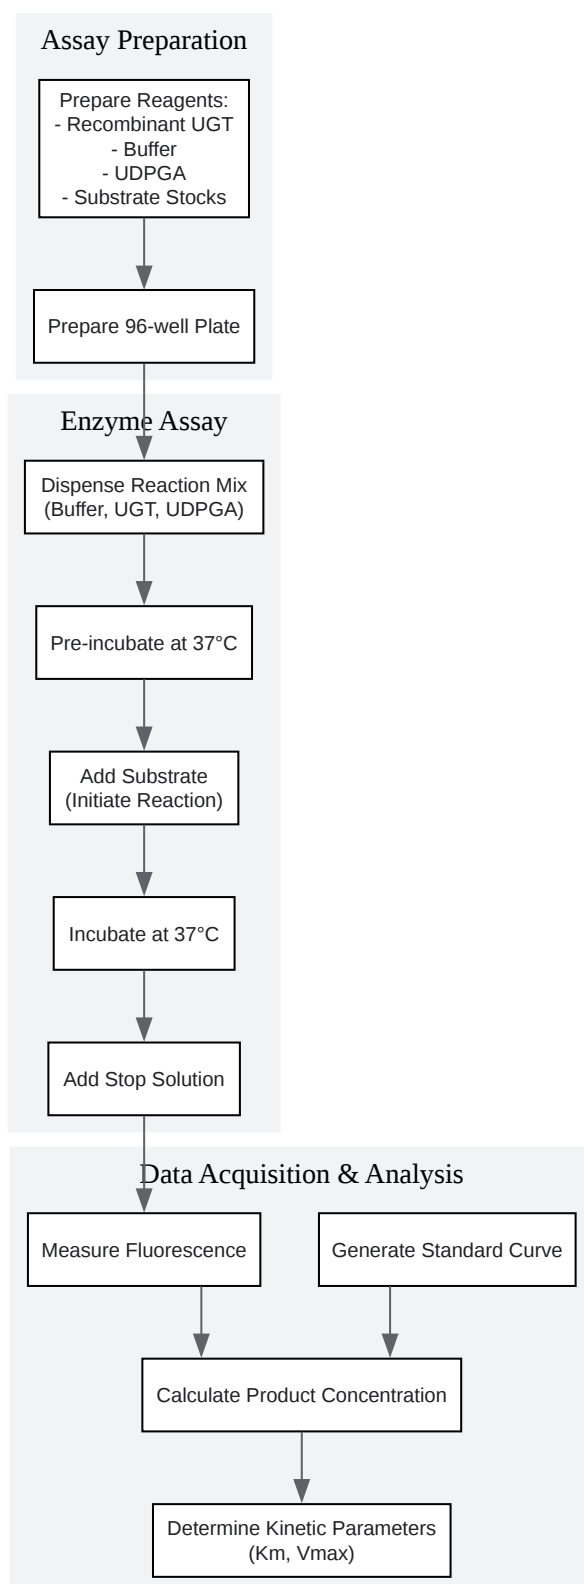 Assay Preparation
Prepare Reagents:
- Recombinant UGT
- Buffer
- UDPGA
- Substrate Stocks
Prepare 96-well Plate
Enzyme Assay
Dispense Reaction Mix
(Buffer, UGT, UDPGA)
Pre-incubate at 37°C
Add Substrate
(Initiate Reaction)
Incubate at 37°C
Add Stop Solution
Data Acquisition & Analysis
Measure Fluorescence
Generate Standard Curve
Calculate Product Concentration
Determine Kinetic Parameters
(Km, Vmax)